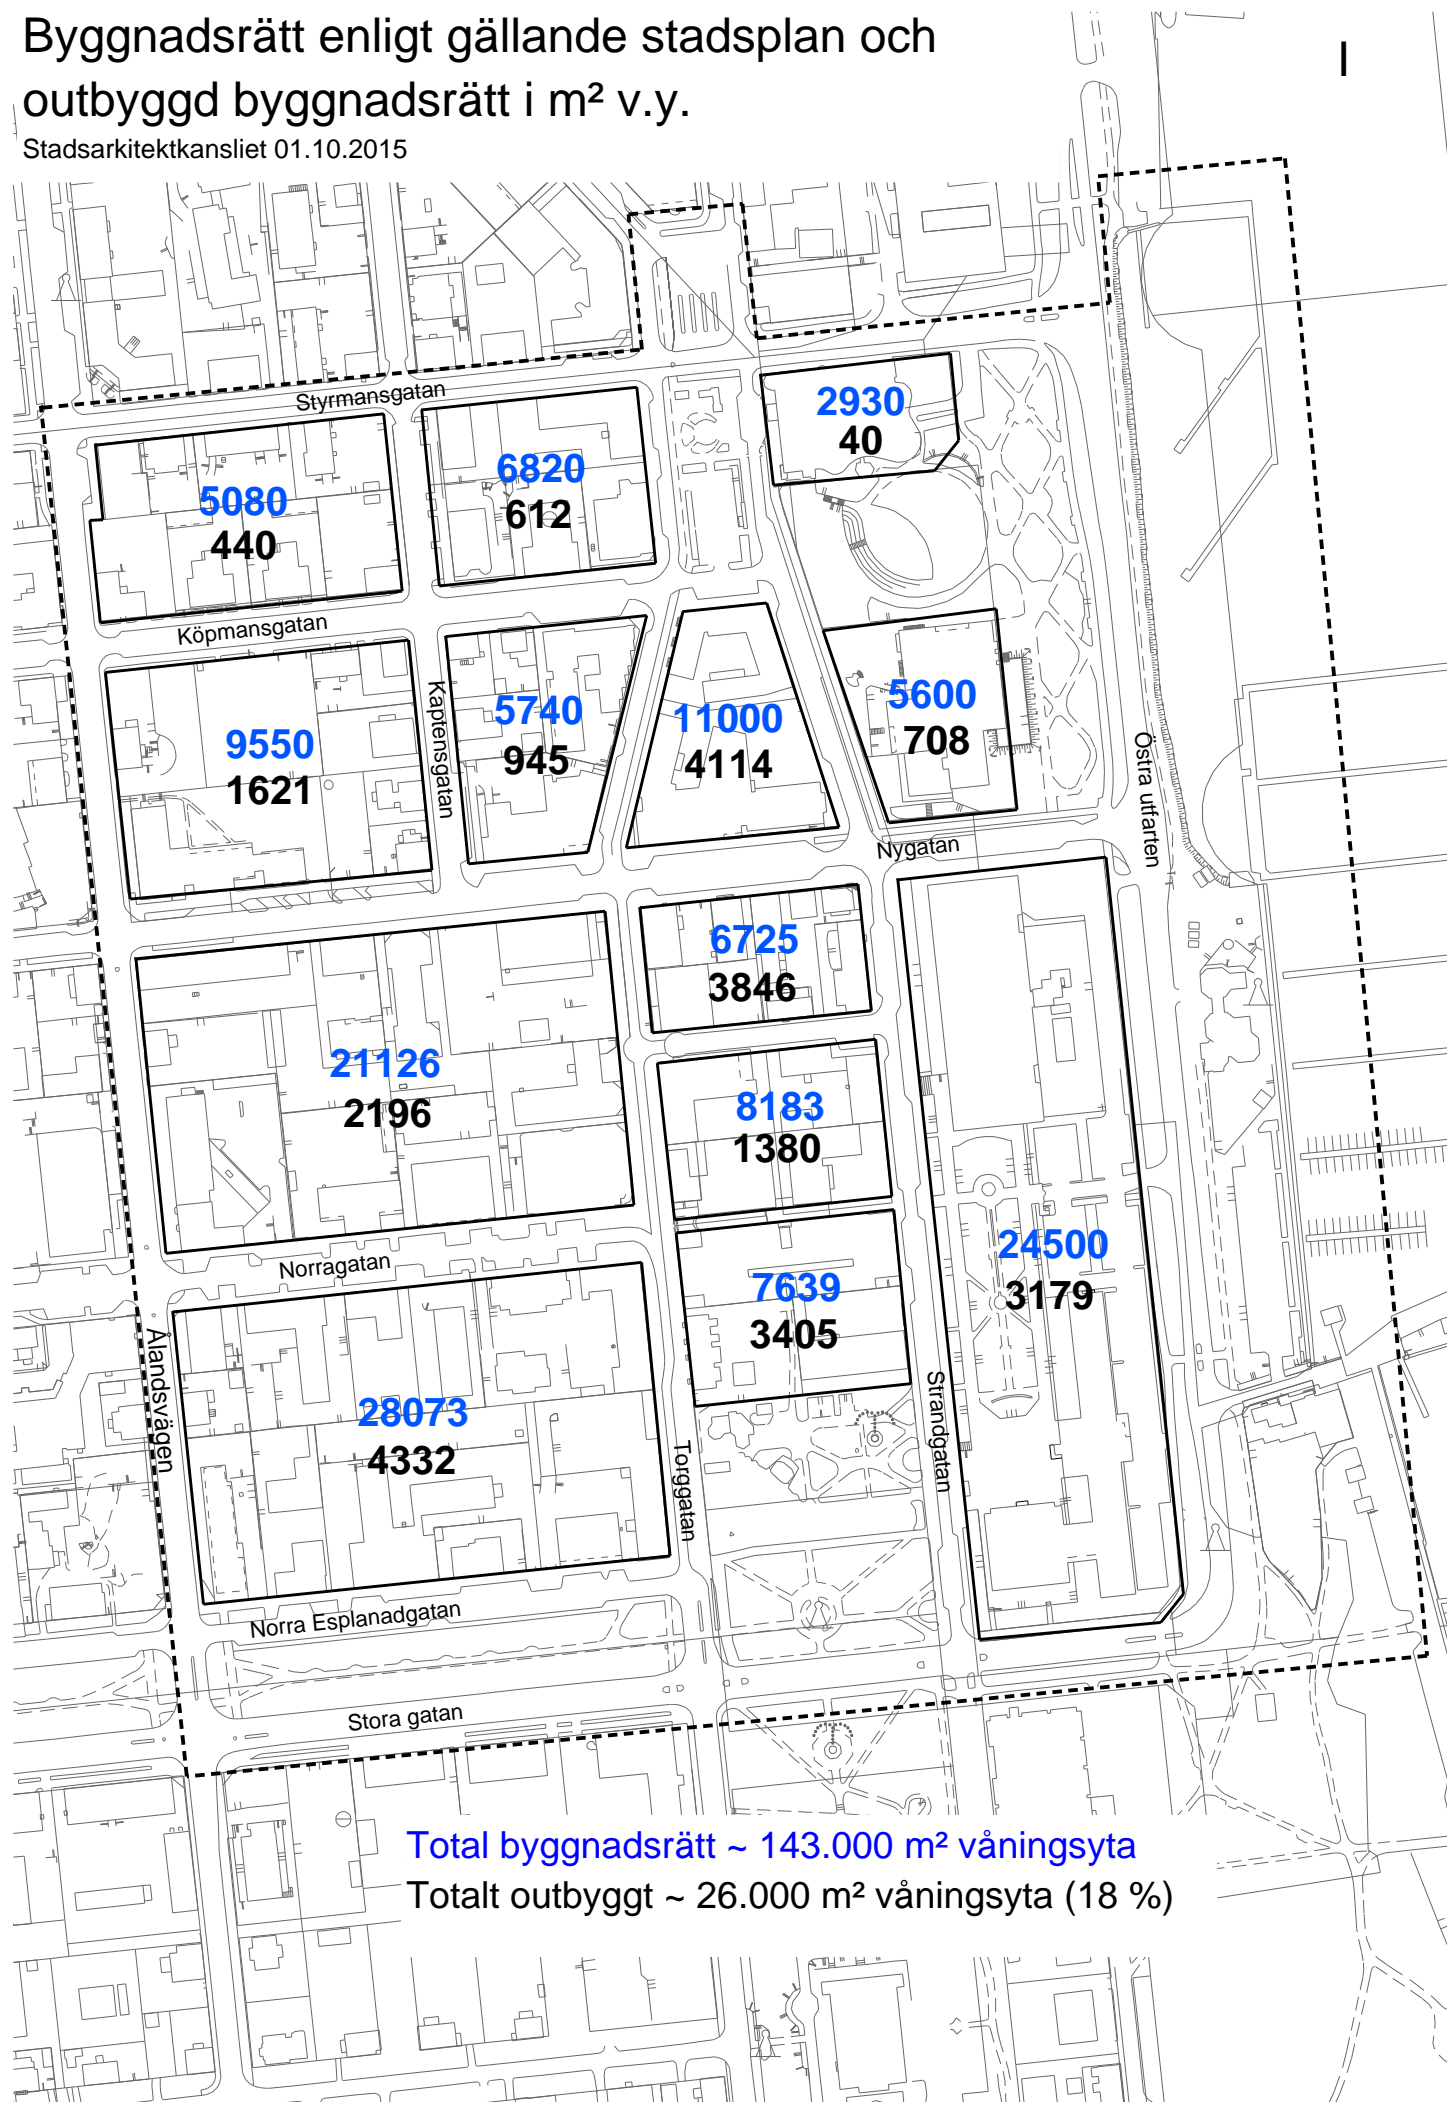 Byggnadsrätt enligt gällande stadsplan och
outbyggd byggnadsrätt i m² v.y.
Stadsarkitektkansliet 01.10.2015
I
Styrmansgatan
2930
40
6820
612
5080
440
Köpmansgatan
Kaptensgatan
5740
945
11000
4114
5600
708
9550
1621
Östra utfarten
Nygatan
6725
3846
21126
2196
8183
1380
24500
3179
Norragatan
7639
3405
Ålandsvägen
28073
4332
Strandgatan
Torggatan
Norra Esplanadgatan
Stora gatan
Total byggnadsrätt ~ 143.000 m² våningsyta
Totalt outbyggt ~ 26.000 m² våningsyta (18 %)